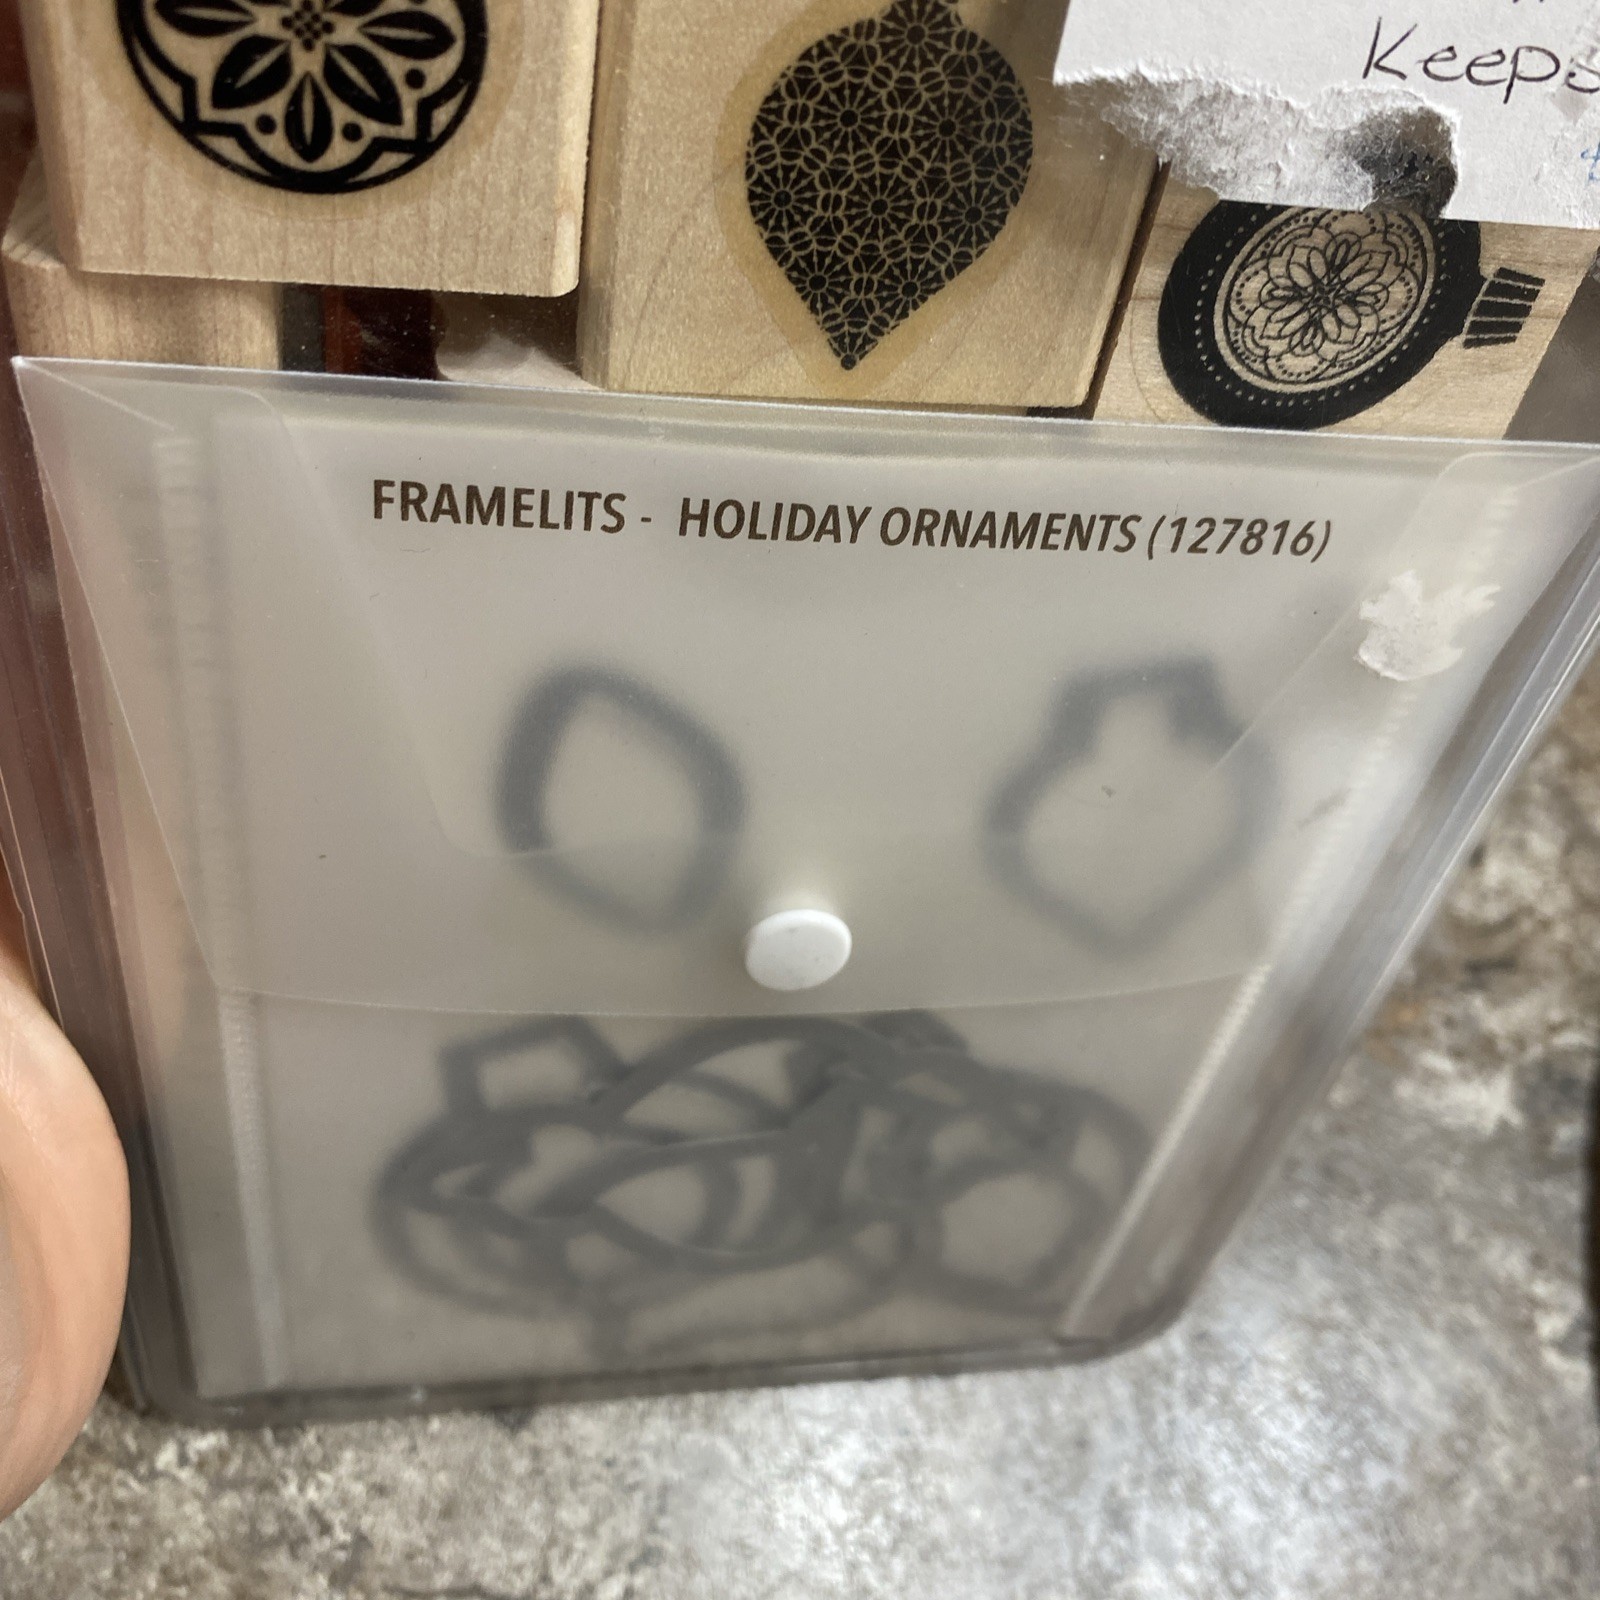 Keeps
FRAMELITS - HOLIDAY ORNAMENTS (127816)